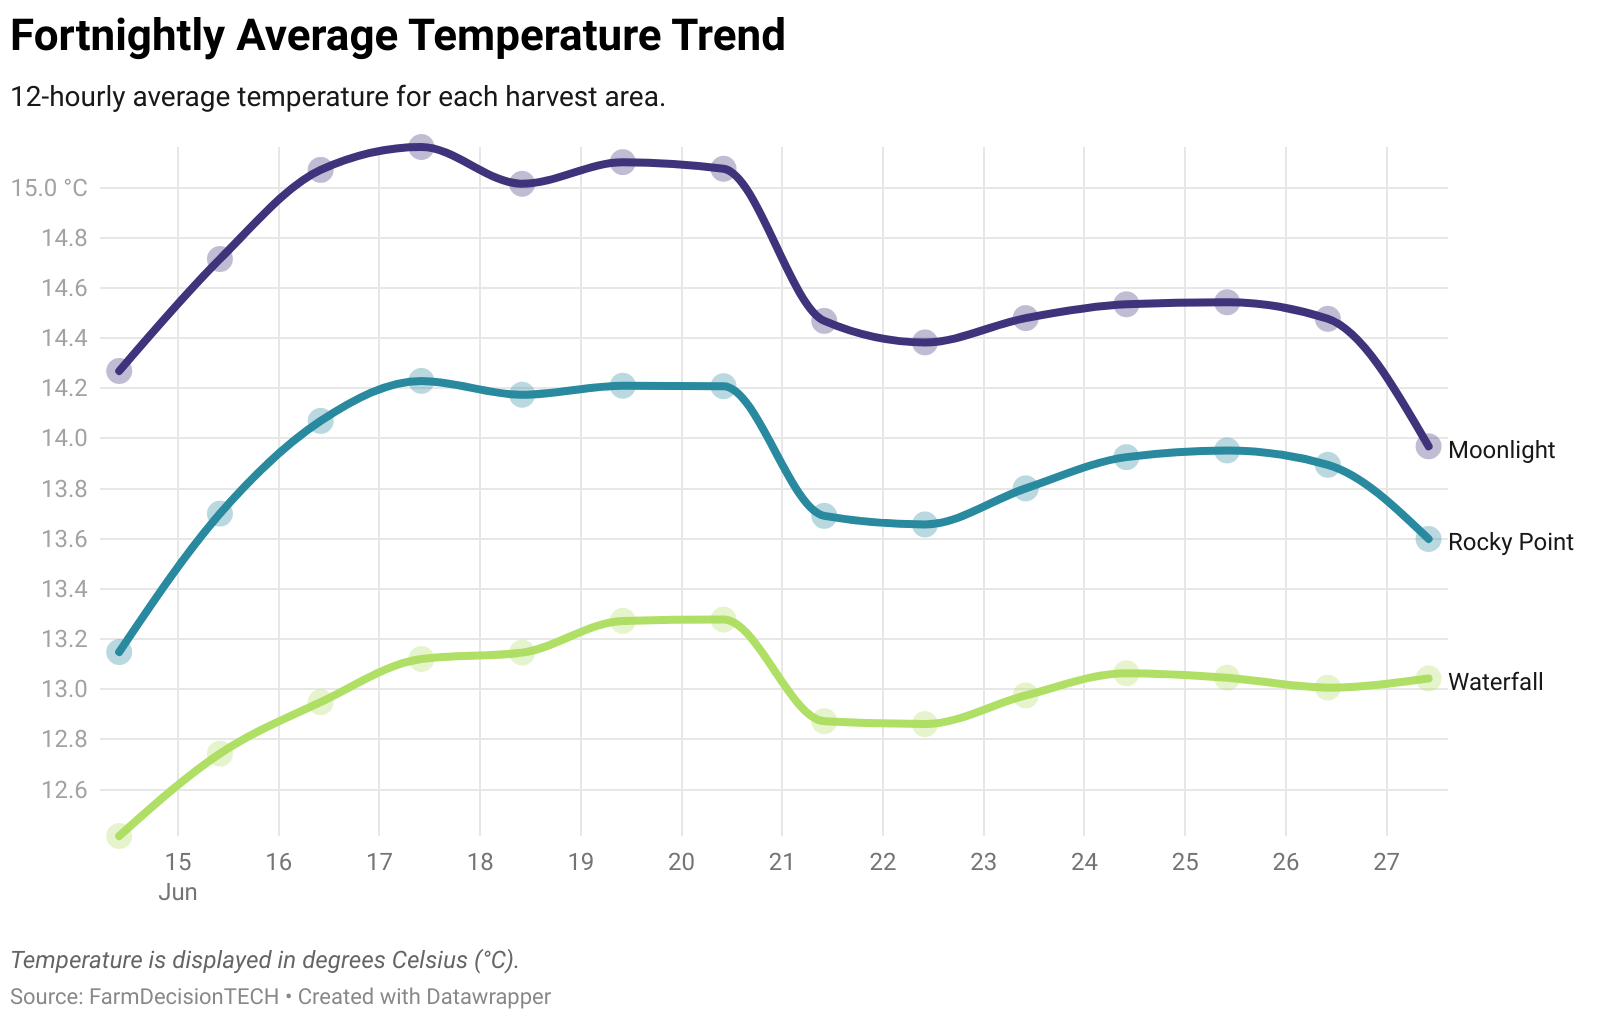 Fortnightly Average Temperature Trend
12-hourly average temperature for each harvest area.
15.0 °C
14.8
14.6
14.4
14.2
14.0
13.8
13.6
13.4
13.2
13.0
12.8
12.6
Moonlight
Rocky Point
Waterfall
15 16 17 18 19 20 21 22 23 24 25 26 27
Jun
Temperature is displayed in degrees Celsius (°C).
Source: FarmDecisionTECH • Created with Datawrapper